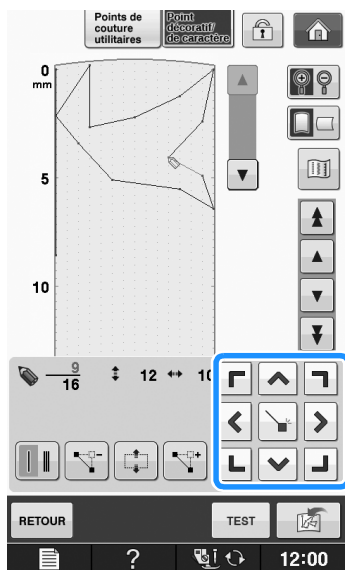 Points de
couture
utilitaires
Point
décoratif/
de caractère
0
mm
5
10
9
16
12
10
RETOUR
TEST
?
12:00